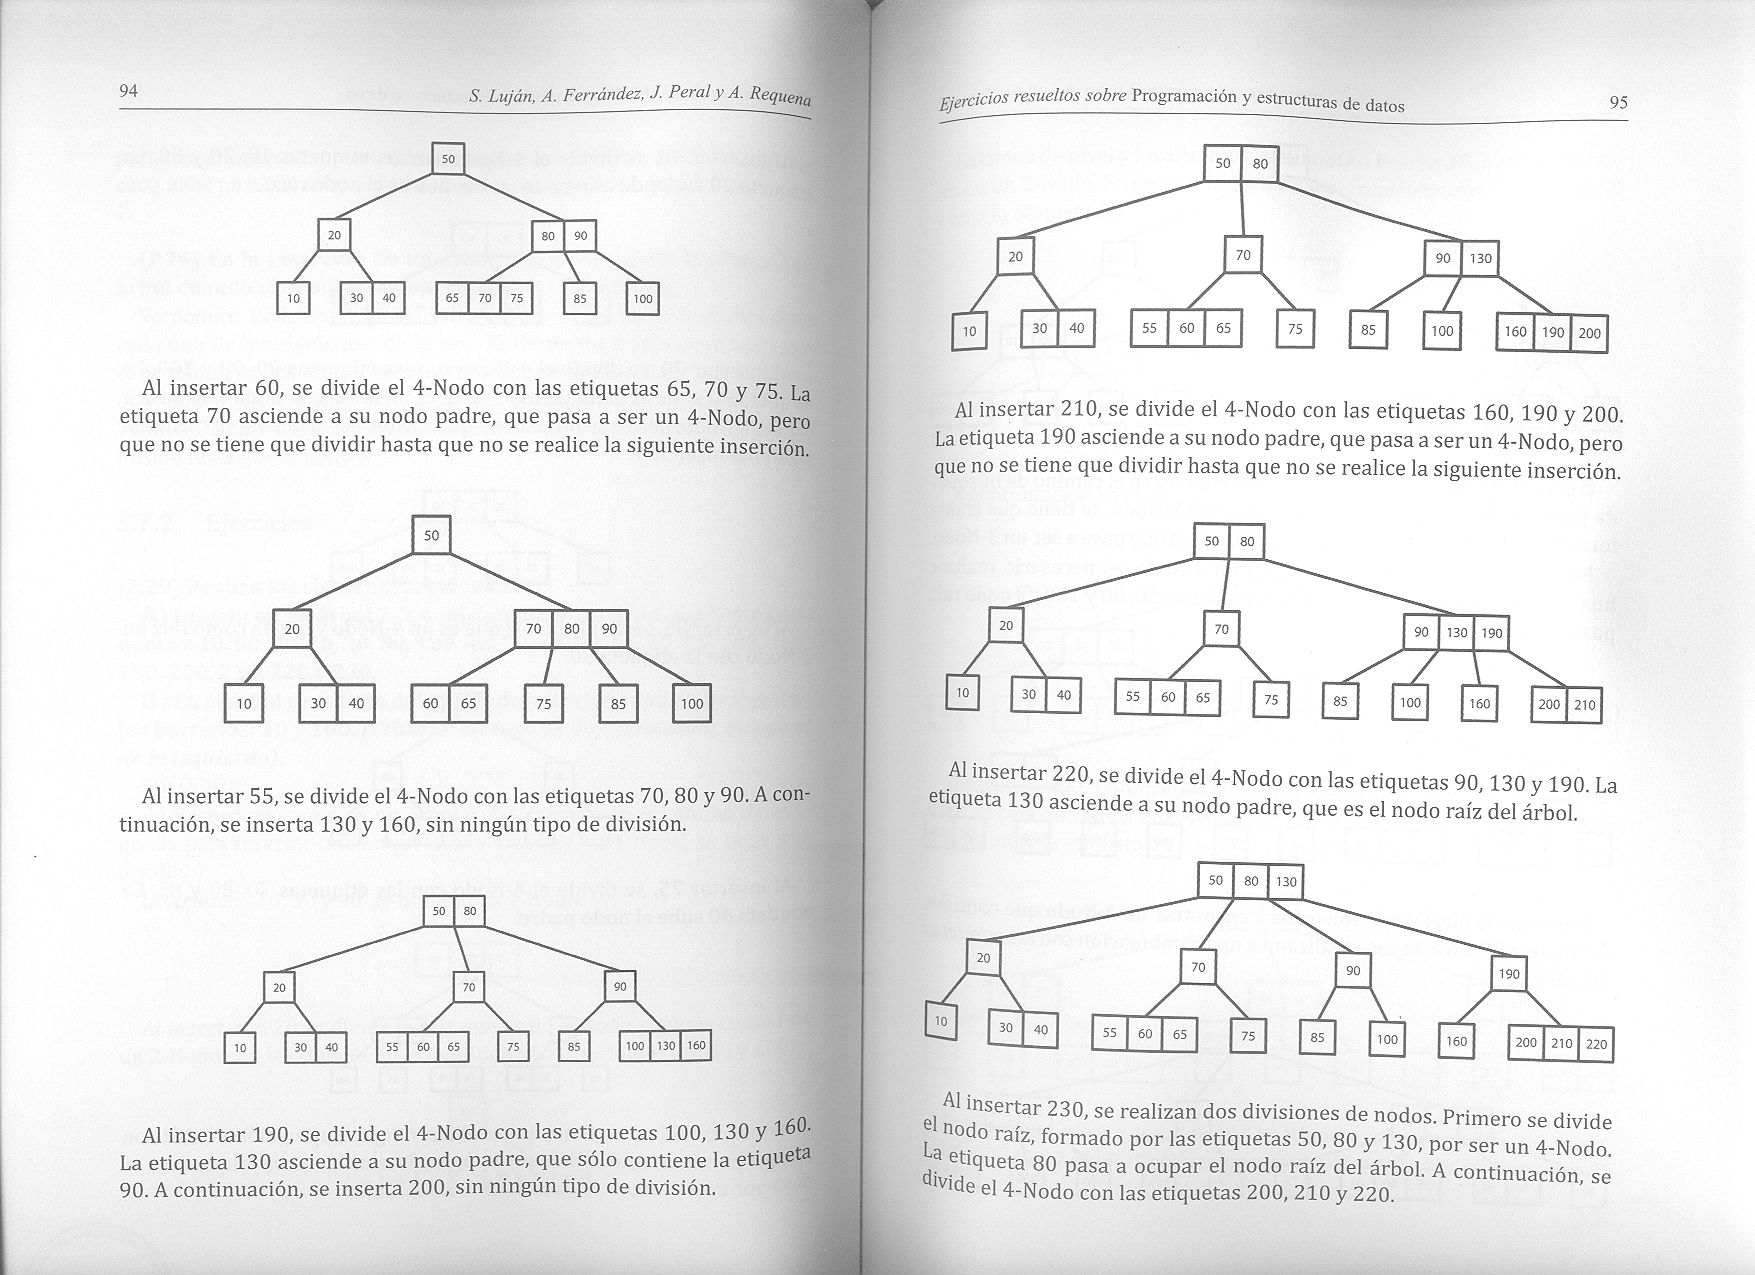 94
S. Luján, A. Ferrández, J. Peral y A. Requena
50
20
80 90
10
30 40
65 70 75
85
100
Al insertar 60, se divide el 4-Nodo con las etiquetas 65, 70 y 75. La
etiqueta 70 asciende a su nodo padre, que pasa a ser un 4-Nodo, pero
que no se tiene que dividir hasta que no se realice la siguiente inserción.
50
20
70 80 90
10
30 40
60 65
75
85
100
Al insertar 55, se divide el 4-Nodo con las etiquetas 70, 80 y 90. A con-
tinuación, se inserta 130 y 160, sin ningún tipo de división.
50 80
20
70
90
10
30 40
55 60 65
75
85
100 130 160
Al insertar 190, se divide el 4-Nodo con las etiquetas 100, 130 y 160.
La etiqueta 130 asciende a su nodo padre, que sólo contiene la etiqueta
90. A continuación, se inserta 200, sin ningún tipo de división.
Ejercicios resueltos sobre Programación y estructuras de datos
95
50 80
20
70
90 130
10
30 40
55 60 65
75
85
100
160 190 200
Al insertar 210, se divide el 4-Nodo con las etiquetas 160, 190 y 200.
La etiqueta 190 asciende a su nodo padre, que pasa a ser un 4-Nodo, pero
que no se tiene que dividir hasta que no se realice la siguiente inserción.
50 80
20
70
90 130 190
10
30 40
55 60 65
75
85
100
160
200 210
Al insertar 220, se divide el 4-Nodo con las etiquetas 90, 130 y 190. La
etiqueta 130 asciende a su nodo padre, que es el nodo raíz del árbol.
50 80 130
20
70
90
190
10
30 40
55 60 65
75
85
100
160
200 210 220
Al insertar 230, se realizan dos divisiones de nodos. Primero se divide
el nodo raíz, formado por las etiquetas 50, 80 y 130, por ser un 4-Nodo.
La etiqueta 80 pasa a ocupar el nodo raíz del árbol. A continuación, se
divide el 4-Nodo con las etiquetas 200, 210 y 220.